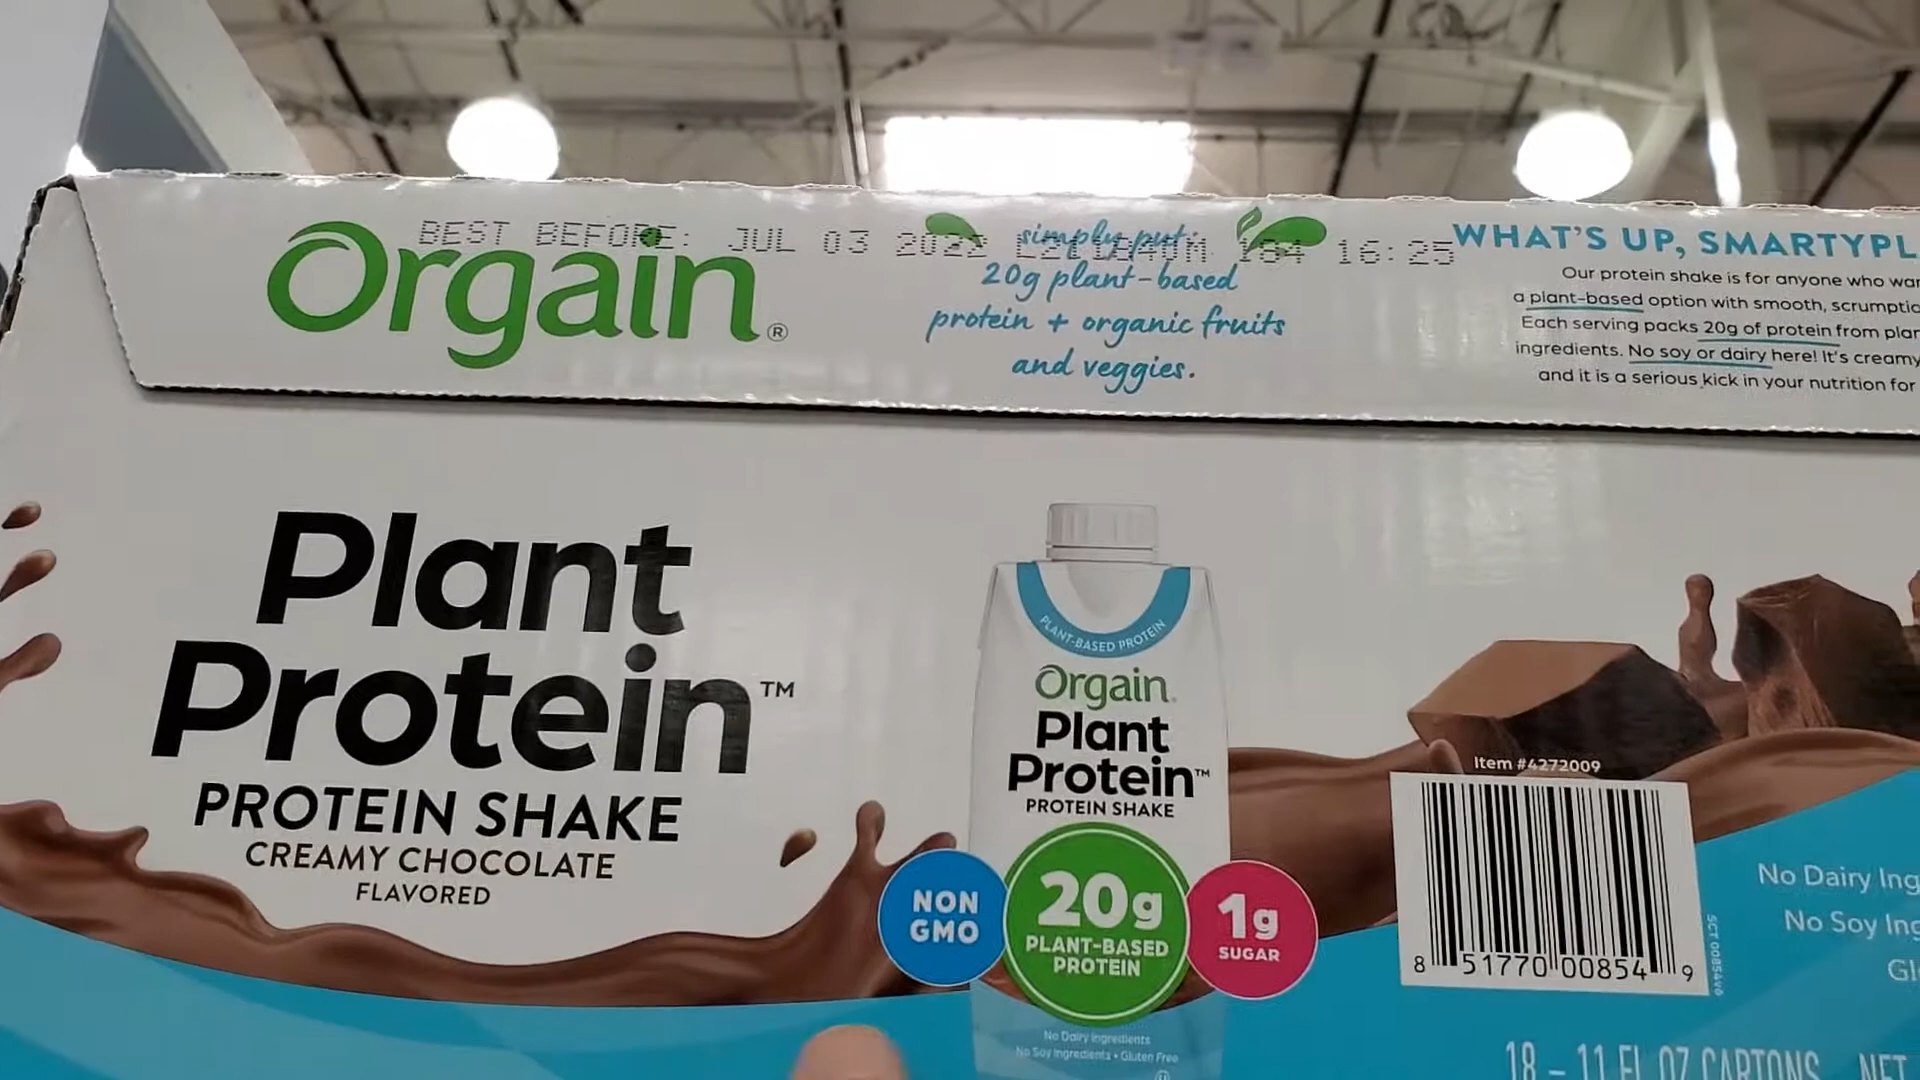 BEST BEFORE: JUL 03 2022 184 16:25
Orgain®
simply put:
20g plant-based
protein + organic fruits
and veggies.
WHAT'S UP, SMARTYPL
Our protein shake is for anyone who wan
a plant-based option with smooth, scrumptio
Each serving packs 20g of protein from plan
ingredients. No soy or dairy here! It's creamy
and it is a serious kick in your nutrition for
Plant
Protein™
PROTEIN SHAKE
CREAMY CHOCOLATE
FLAVORED
PLANT-BASED PROTEIN
Orgain
Plant
Protein™
PROTEIN SHAKE
NON
GMO
20g
PLANT-BASED
PROTEIN
1g
SUGAR
No Dairy Ingredients
No Soy Ingredients • Gluten Free
Item #4272009
8 51770 00854 9
No Dairy Ing
No Soy Ing
Gl
18 - 11 FL OZ CARTONS NET